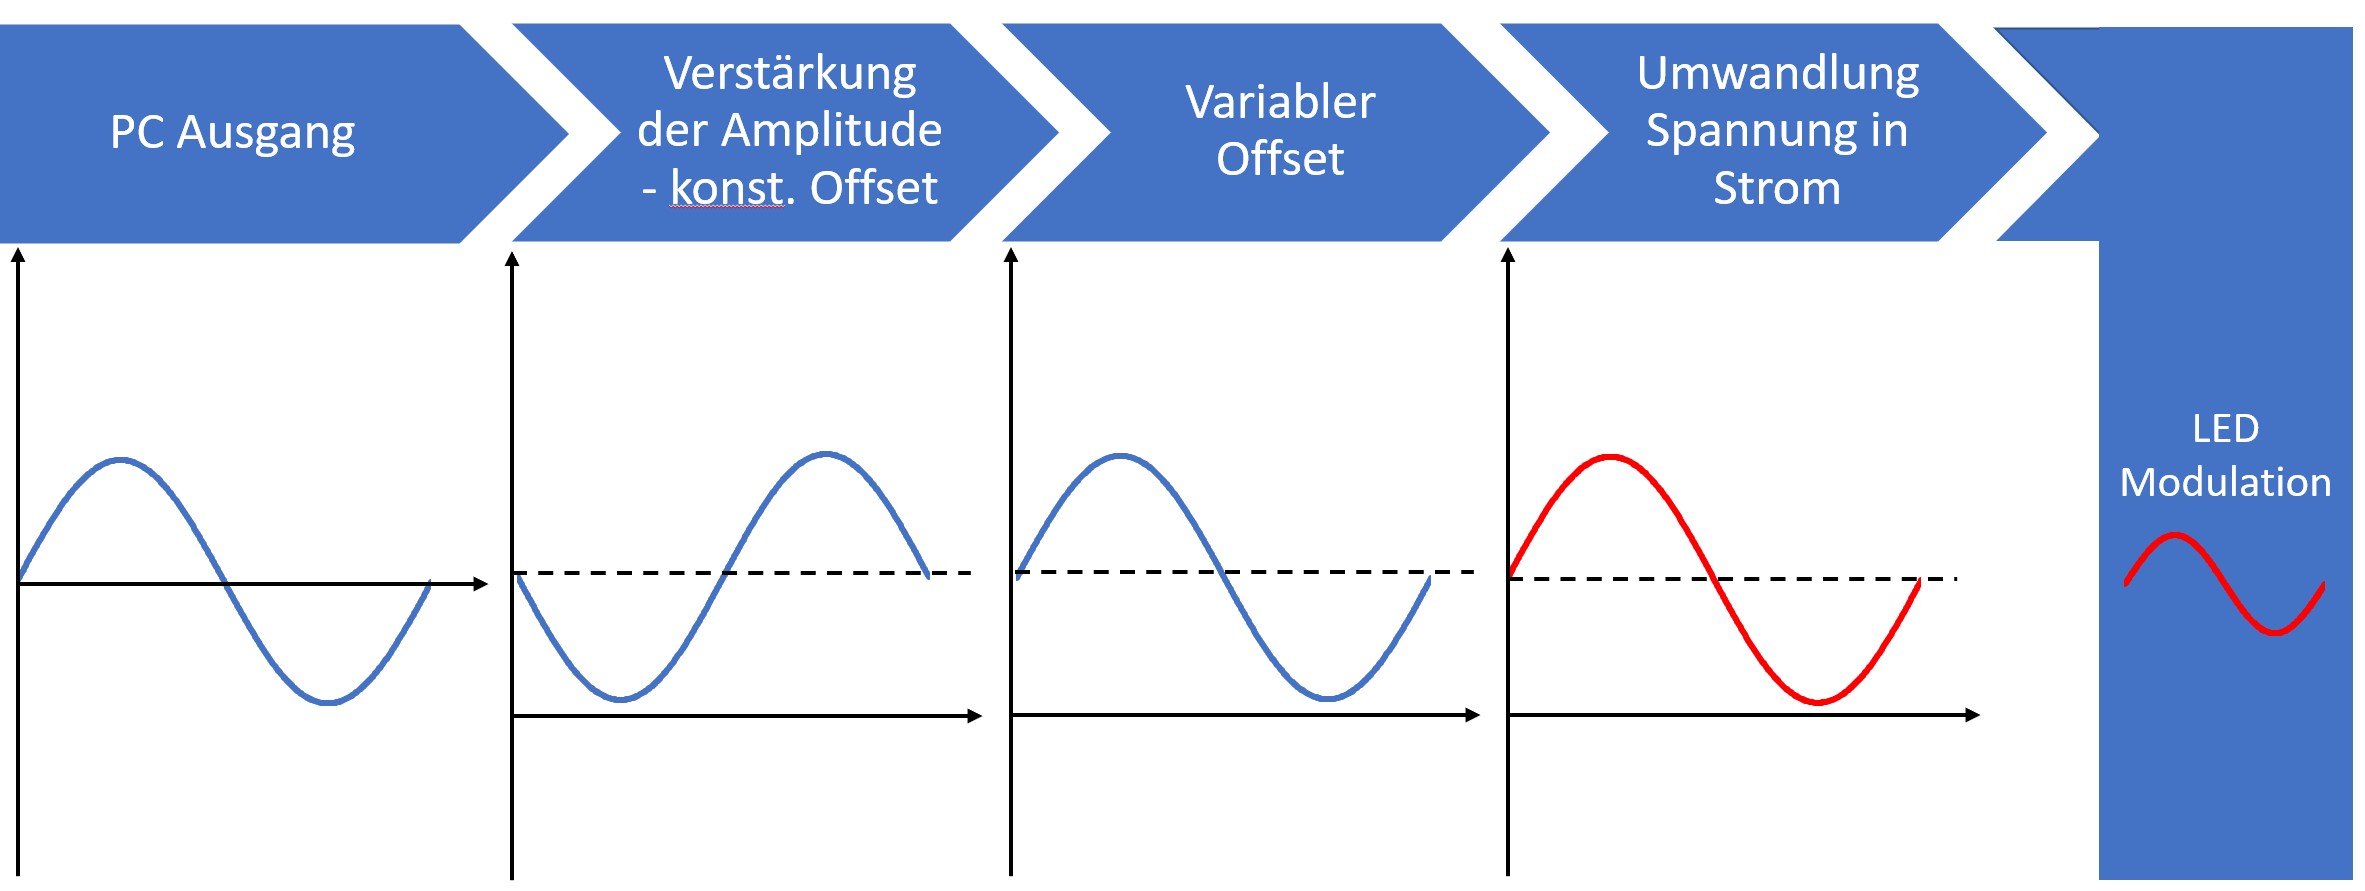 PC Ausgang
Verstärkung
der Amplitude
- konst. Offset
Variabler
Offset
Umwandlung
Spannung in
Strom
LED
Modulation